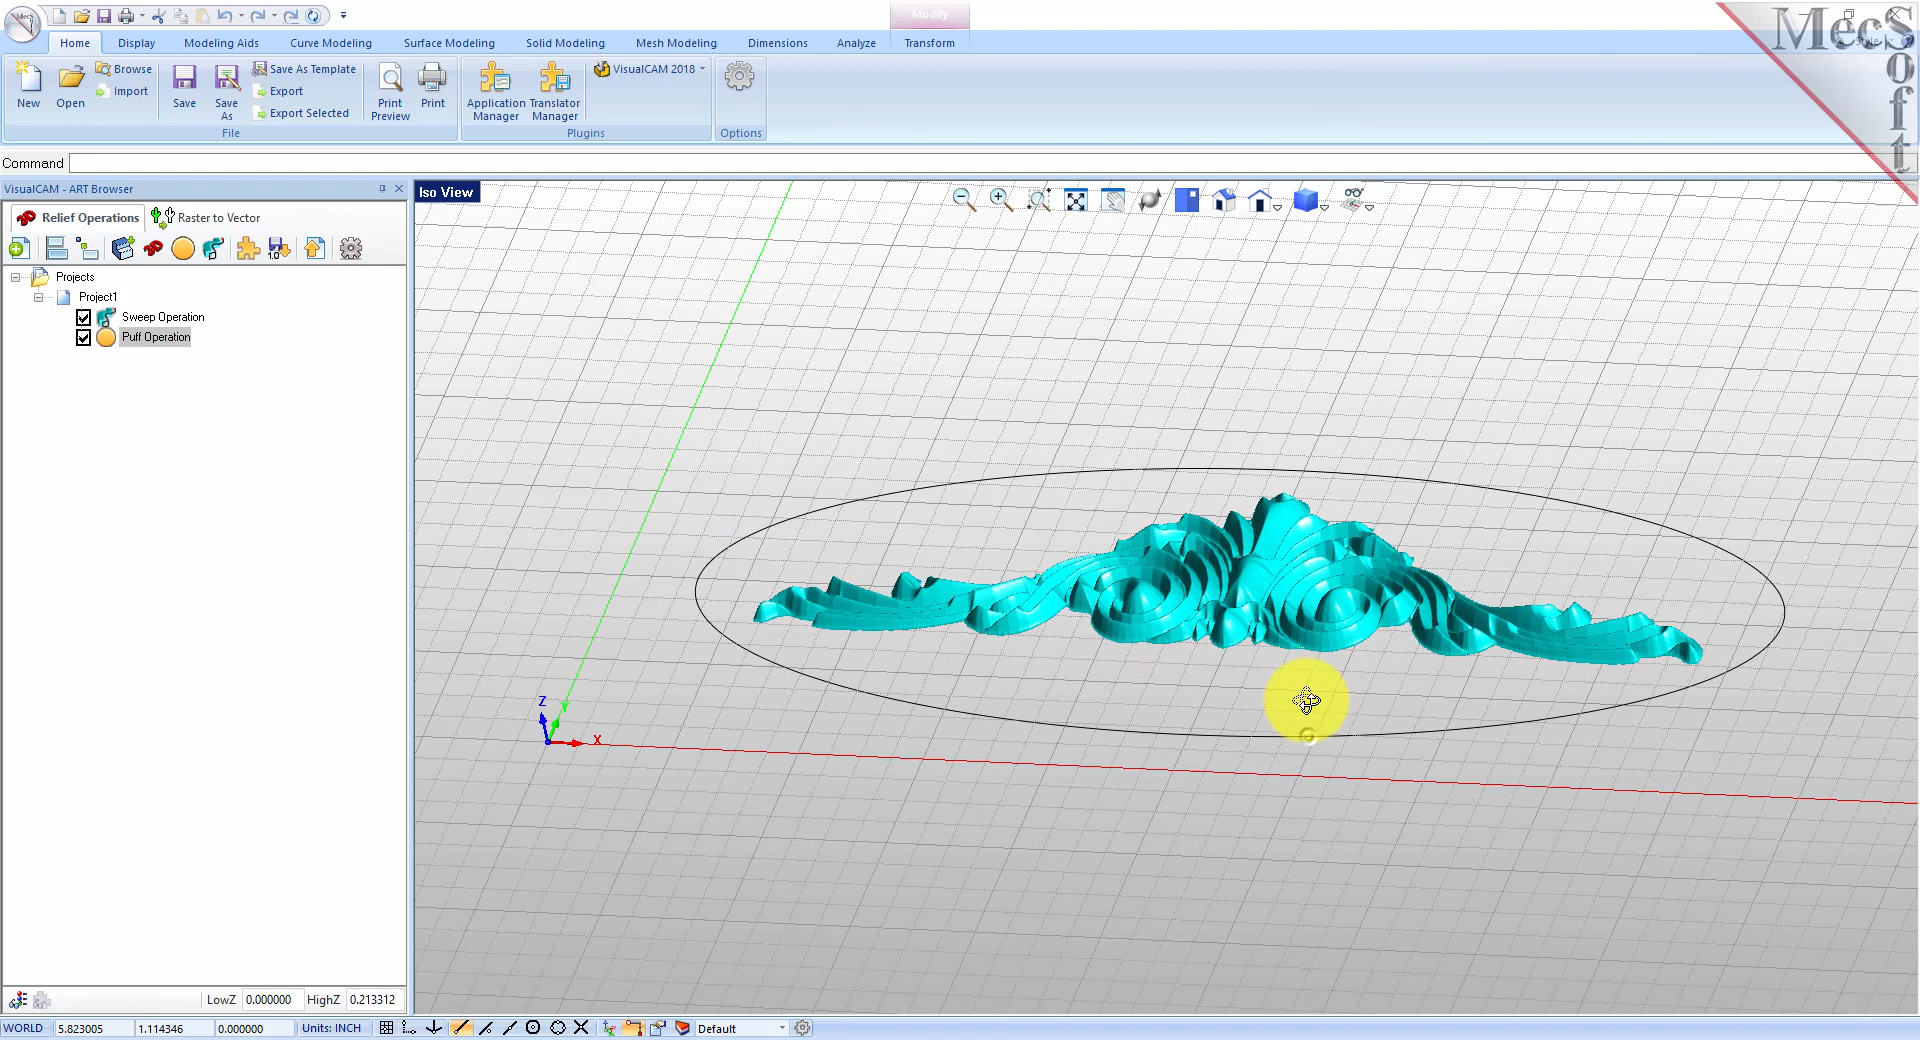 Modify
Home Display Modeling Aids Curve Modeling Surface Modeling Solid Modeling Mesh Modeling Dimensions Analyze Transform Style
MecSoft
New
Open
Browse
Import
Save
Save As
Save As Template
Export
Export Selected
Print Preview
Print
Application Manager
Translator Manager
VisualCAM 2018
File Plugins Options
Command
VisualCAM - ART Browser
Iso View
Relief Operations Raster to Vector
1.0
Projects
Project1
Sweep Operation
Puff Operation
Z
Y
X
LowZ 0.000000 HighZ 0.213312
WORLD 5.823005 1.114346 0.000000 Units: INCH Default